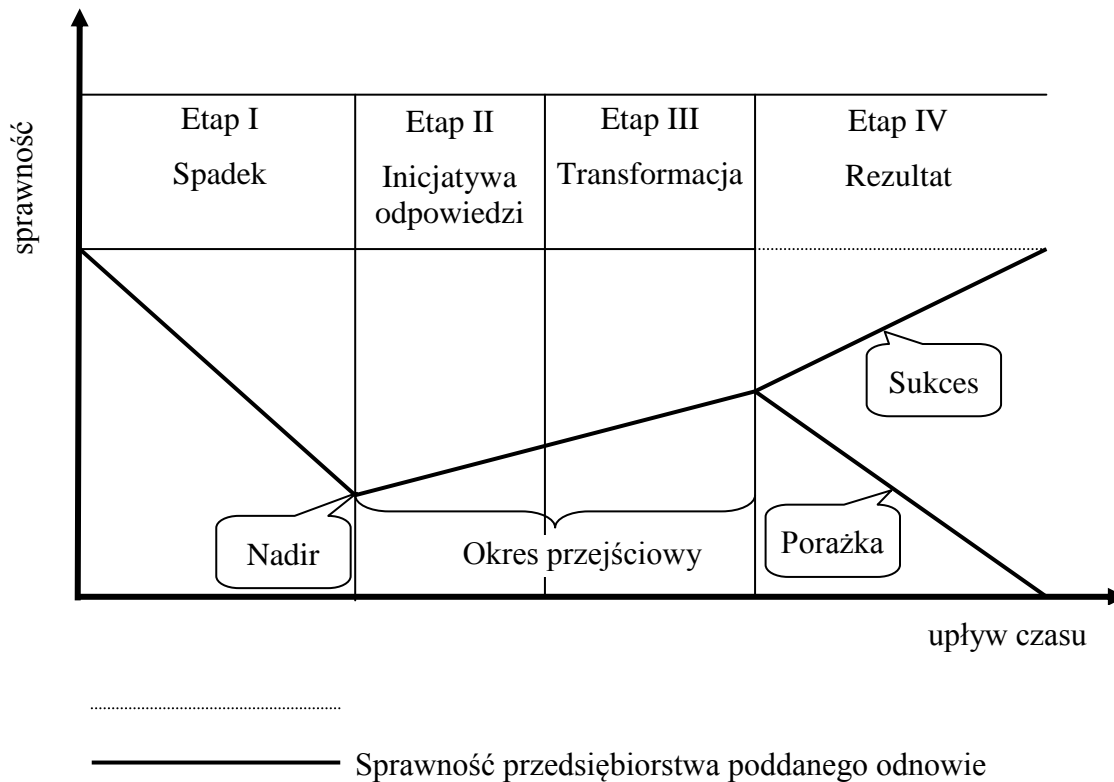 sprawność
Etap I
Spadek
Etap II
Inicjatywa
odpowiedzi
Etap III
Transformacja
Etap IV
Rezultat
Sukces
Nadir
Okres przejściowy
Porażka
upływ czasu
Sprawność przedsiębiorstwa poddanego odnowie